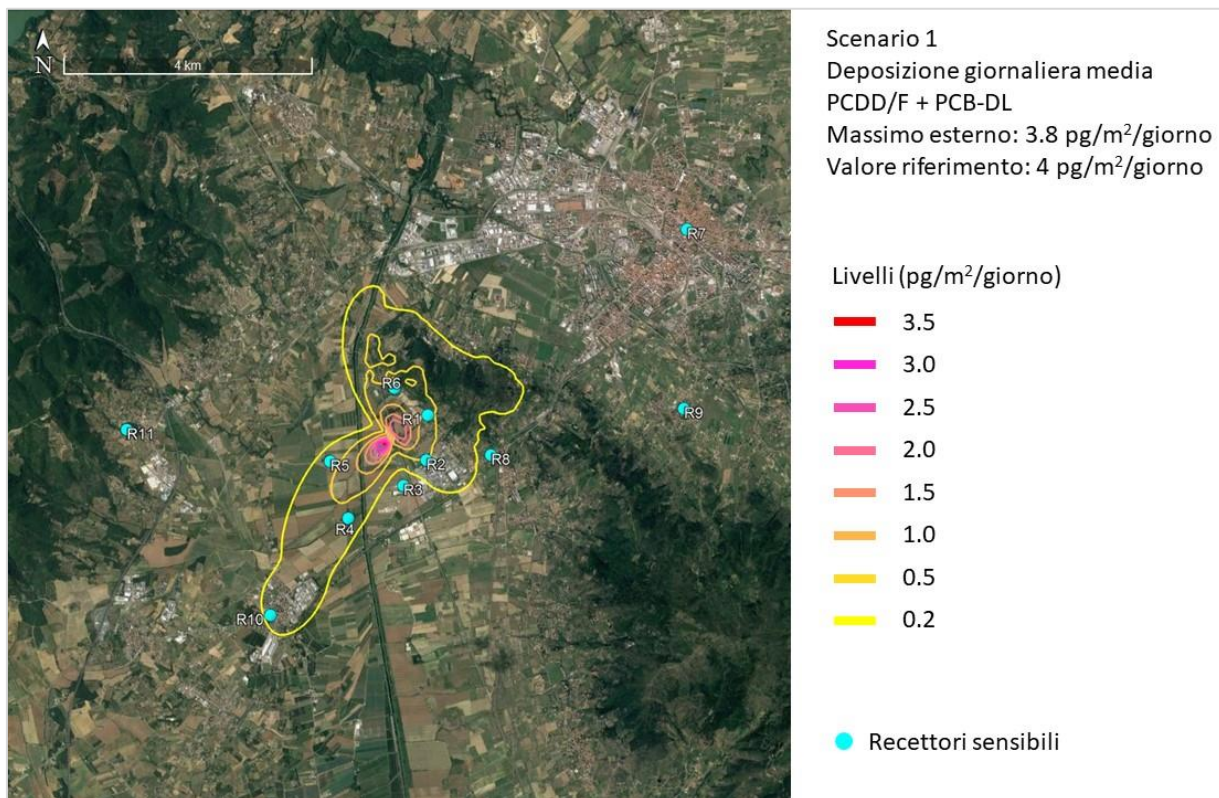 N
4 km
Scenario 1
Deposizione giornaliera media
PCDD/F + PCB-DL
Massimo esterno: 3.8 pg/m²/giorno
Valore riferimento: 4 pg/m²/giorno
R7
Livelli (pg/m²/giorno)
3.5
3.0
2.5
2.0
1.5
1.0
0.5
0.2
R6
R1
R9
R11
R5
R2
R8
R3
R4
R10
Recettori sensibili